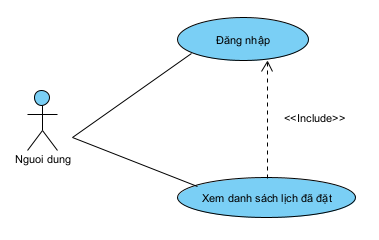 Đăng nhập
<<Include>>
Nguoi dung
Xem danh sách lịch đã đặt